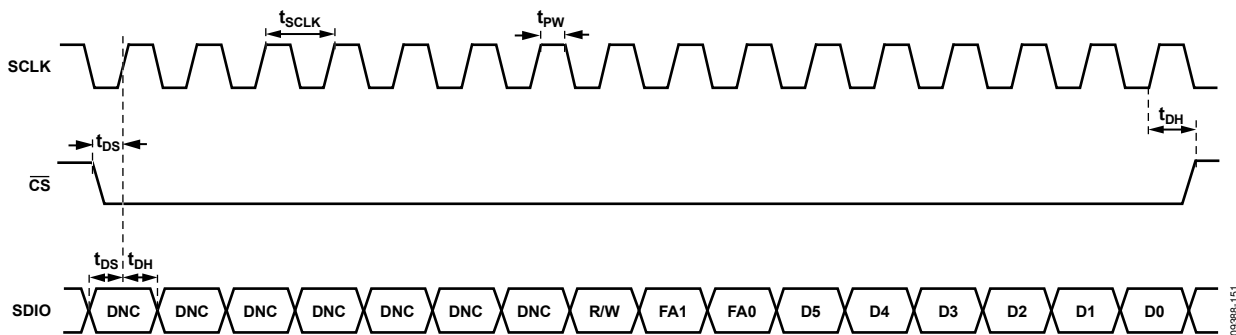 tSCLK
tPW
SCLK
tDH
tDS
CS
tDS
tDH
SDIO
DNC DNC DNC DNC DNC DNC DNC R/W FA1 FA0 D5 D4 D3 D2 D1 D0
09388-151